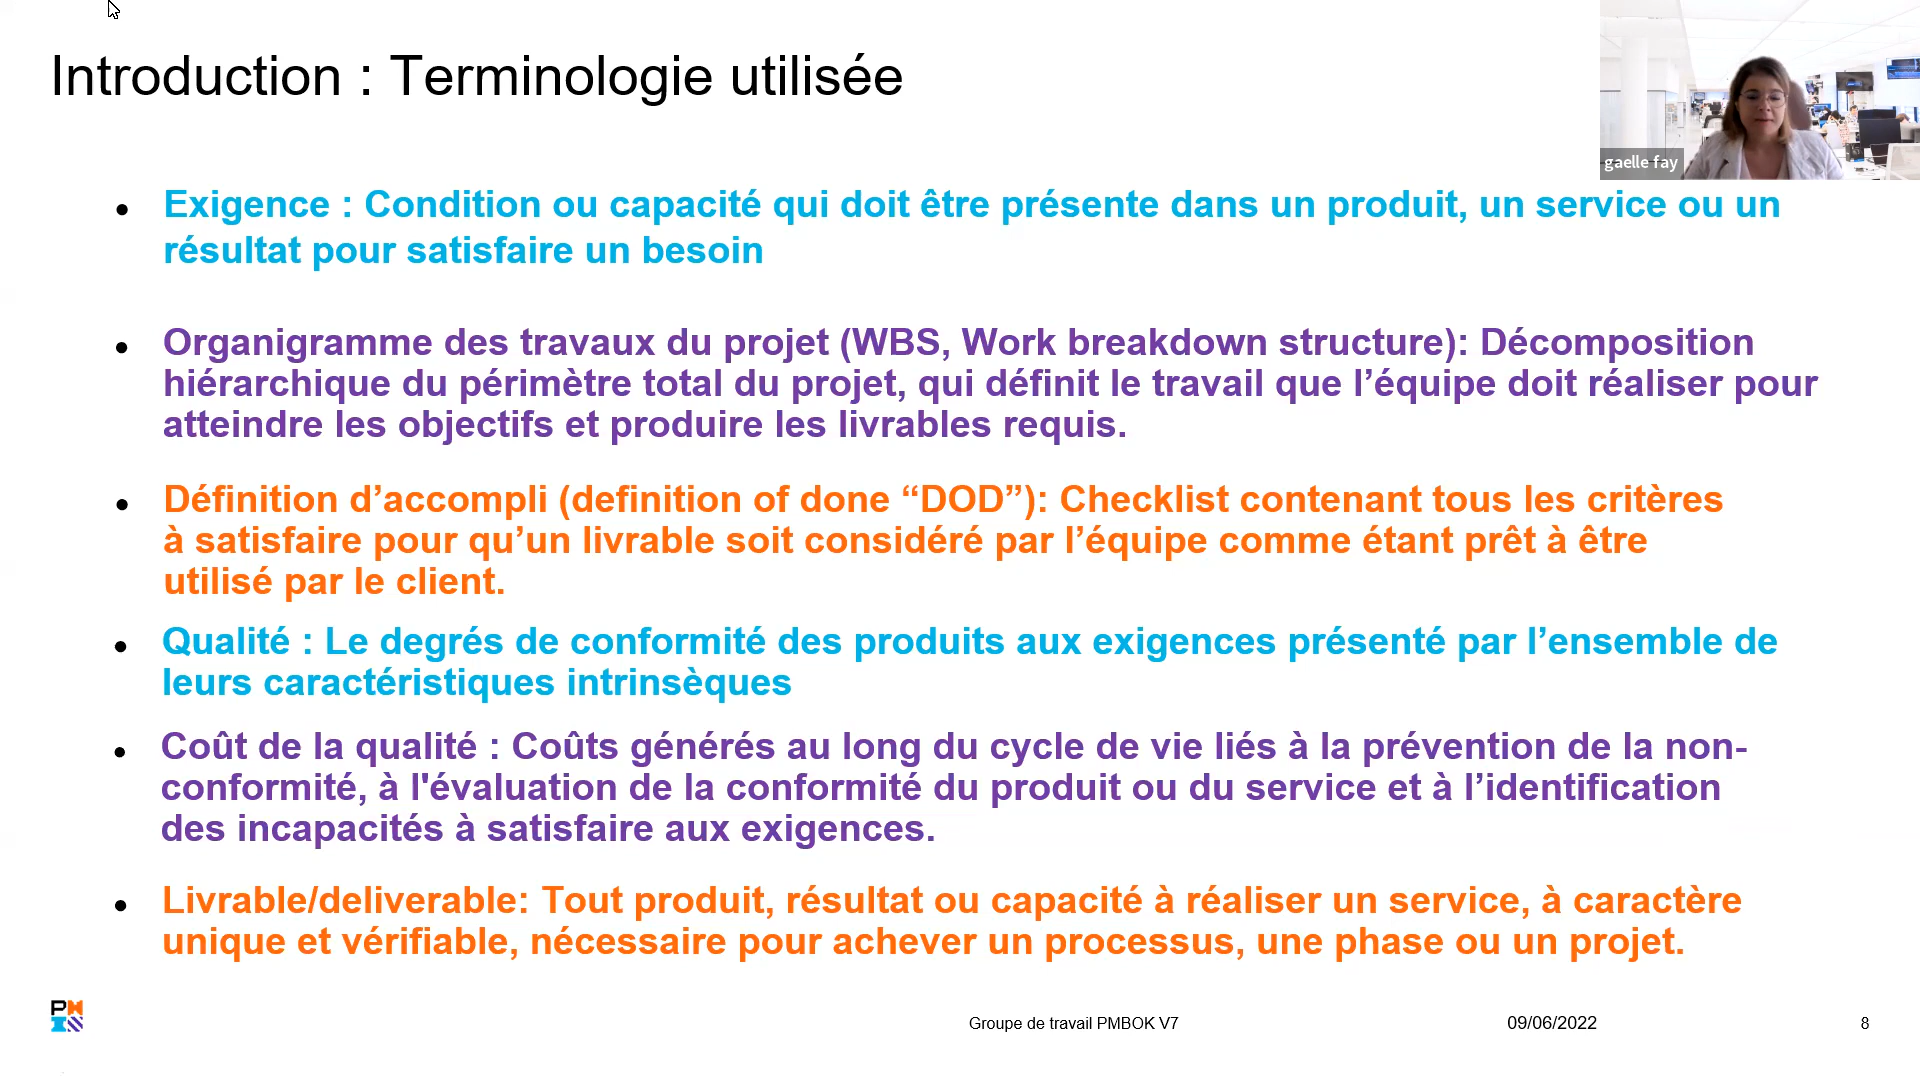 Introduction : Terminologie utilisée
gaelle fay
Exigence : Condition ou capacité qui doit être présente dans un produit, un service ou un
résultat pour satisfaire un besoin
Organigramme des travaux du projet (WBS, Work breakdown structure): Décomposition
hiérarchique du périmètre total du projet, qui définit le travail que l’équipe doit réaliser pour
atteindre les objectifs et produire les livrables requis.
Définition d’accompli (definition of done “DOD”): Checklist contenant tous les critères
à satisfaire pour qu’un livrable soit considéré par l’équipe comme étant prêt à être
utilisé par le client.
Qualité : Le degrés de conformité des produits aux exigences présenté par l’ensemble de
leurs caractéristiques intrinsèques
Coût de la qualité : Coûts générés au long du cycle de vie liés à la prévention de la non-
conformité, à l'évaluation de la conformité du produit ou du service et à l’identification
des incapacités à satisfaire aux exigences.
Livrable/deliverable: Tout produit, résultat ou capacité à réaliser un service, à caractère
unique et vérifiable, nécessaire pour achever un processus, une phase ou un projet.
Groupe de travail PMBOK V7
09/06/2022
8